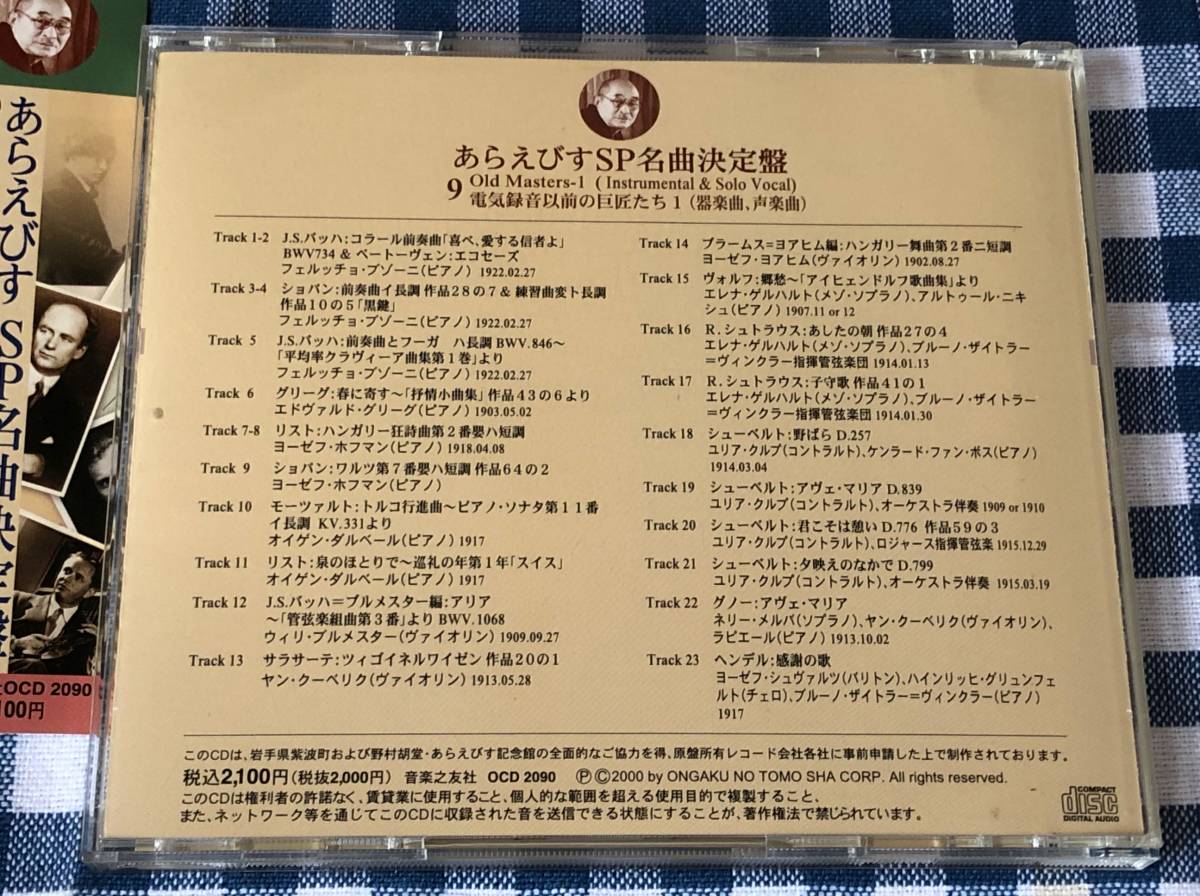 あらえびす SP名曲決定盤
OCD 2090
100円
あらえびすSP名曲決定盤
9 Old Masters-1 ( Instrumental & Solo Vocal)
電気録音以前の巨匠たち 1 (器楽曲、声楽曲)
Track 1-2 J.S.バッハ:コラール前奏曲「喜べ、愛する信者よ」
BWV734 & ベートーヴェン:エコセーズ
フェルッチョ・ブゾーニ(ピアノ) 1922.02.27
Track 3-4 ショパン:前奏曲イ長調 作品28の7 & 練習曲変ト長調
作品10の5「黒鍵」
フェルッチョ・ブゾーニ(ピアノ) 1922.02.27
Track 5 J.S.バッハ:前奏曲とフーガ ハ長調 BWV.846~
「平均率クラヴィーア曲集第1巻」より
フェルッチョ・ブゾーニ(ピアノ) 1922.02.27
Track 6 グリーグ:春に寄す~「抒情小曲集」作品43の6より
エドヴァルド・グリーグ(ピアノ) 1903.05.02
Track 7-8 リスト:ハンガリー狂詩曲第2番嬰ハ短調
ヨーゼフ・ホフマン(ピアノ) 1918.04.08
Track 9 ショパン:ワルツ第7番嬰ハ短調 作品64の2
ヨーゼフ・ホフマン(ピアノ)
Track 10 モーツァルト:トルコ行進曲~ピアノ・ソナタ第11番
イ長調 KV.331より
オイゲン・ダルベール(ピアノ) 1917
Track 11 リスト:泉のほとりで~巡礼の年第1年「スイス」
オイゲン・ダルベール(ピアノ) 1917
Track 12 J.S.バッハ=ブルメスター編:アリア
~「管弦楽組曲第3番」より BWV.1068
ウィリ・ブルメスター(ヴァイオリン) 1909.09.27
Track 13 サラサーテ:ツィゴイネルワイゼン 作品20の1
ヤン・クーベリク(ヴァイオリン) 1913.05.28
Track 14 ブラームス=ヨアヒム編:ハンガリー舞曲第2番ニ短調
ヨーゼフ・ヨアヒム(ヴァイオリン) 1902.08.27
Track 15 ヴォルフ:郷愁~「アイヒェンドルフ歌曲集」より
エレナ・ゲルハルト(メゾ・ソプラノ)、アルトゥール・ニキ
シュ(ピアノ) 1907.11 or 12
Track 16 R.シュトラウス:あしたの朝 作品27の4
エレナ・ゲルハルト(メゾ・ソプラノ)、ブルーノ・ザイトラー
=ヴィンクラー指揮管弦楽団 1914.01.13
Track 17 R.シュトラウス:子守歌 作品41の1
エレナ・ゲルハルト(メゾ・ソプラノ)、ブルーノ・ザイトラー
=ヴィンクラー指揮管弦楽団 1914.01.30
Track 18 シューベルト:野ばら D.257
ユリア・クルプ(コントラルト)、ケンラード・ファン・ボス(ピアノ)
1914.03.04
Track 19 シューベルト:アヴェ・マリア D.839
ユリア・クルプ(コントラルト)、オーケストラ伴奏 1909 or 1910
Track 20 シューベルト:君こそは憩い D.776 作品59の3
ユリア・クルプ(コントラルト)、ロジャース指揮管弦楽 1915.12.29
Track 21 シューベルト:夕映えのなかで D.799
ユリア・クルプ(コントラルト)、オーケストラ伴奏 1915.03.19
Track 22 グノー:アヴェ・マリア
ネリー・メルバ(ソプラノ)、ヤン・クーベリク(ヴァイオリン)、
ラピエール(ピアノ) 1913.10.02
Track 23 ヘンデル:感謝の歌
ヨーゼフ・シュヴァルツ(バリトン)、ハインリッヒ・グリュンフェ
ルト(チェロ)、ブルーノ・ザイトラー=ヴィンクラー(ピアノ)
1917
このCDは、岩手県紫波町および野村胡堂・あらえびす記念館の全面的なご協力を得、原盤所有レコード会社各社に事前申請した上で制作されております。
税込2,100円(税抜2,000円) 音楽之友社 OCD 2090 ℗©2000 by ONGAKU NO TOMO SHA CORP. All rights reserved.
このCDは権利者の許諾なく、賃貸業に使用すること、個人的な範囲を超える使用目的で複製すること、
また、ネットワーク等を通じてこのCDに収録された音を送信できる状態にすることが、著作権法で禁じられています。
COMPACT
disc
DIGITAL AUDIO